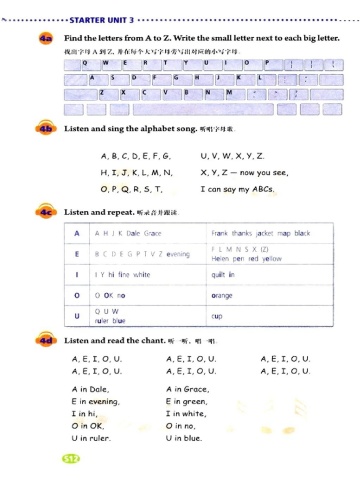 STARTER UNIT 3
4a Find the letters from A to Z. Write the small letter next to each big letter.
找出字母 A 到 Z, 并在每个大写字母旁写出对应的小写字母.
Q W E R T Y U I O P
A S D F G H J K L
Z X C V B N M
4b Listen and sing the alphabet song. 听唱字母歌.
A, B, C, D, E, F, G,
H, I, J, K, L, M, N,
O, P, Q, R, S, T,
U, V, W, X, Y, Z.
X, Y, Z — now you see,
I can say my ABCs.
4c Listen and repeat. 听录音并跟读.
A A H J K Dale Grace Frank thanks jacket map black
E B C D E G P T V Z evening F L M N S X (Z)
Helen pen red yellow
I I Y hi fine white quilt in
O O OK no orange
U Q U W
ruler blue cup
4d Listen and read the chant. 听一听, 唱一唱.
A, E, I, O, U. A, E, I, O, U. A, E, I, O, U.
A, E, I, O, U. A, E, I, O, U. A, E, I, O, U.
A in Dale,
E in evening,
I in hi,
O in OK,
U in ruler.
A in Grace,
E in green,
I in white,
O in no,
U in blue.
S12